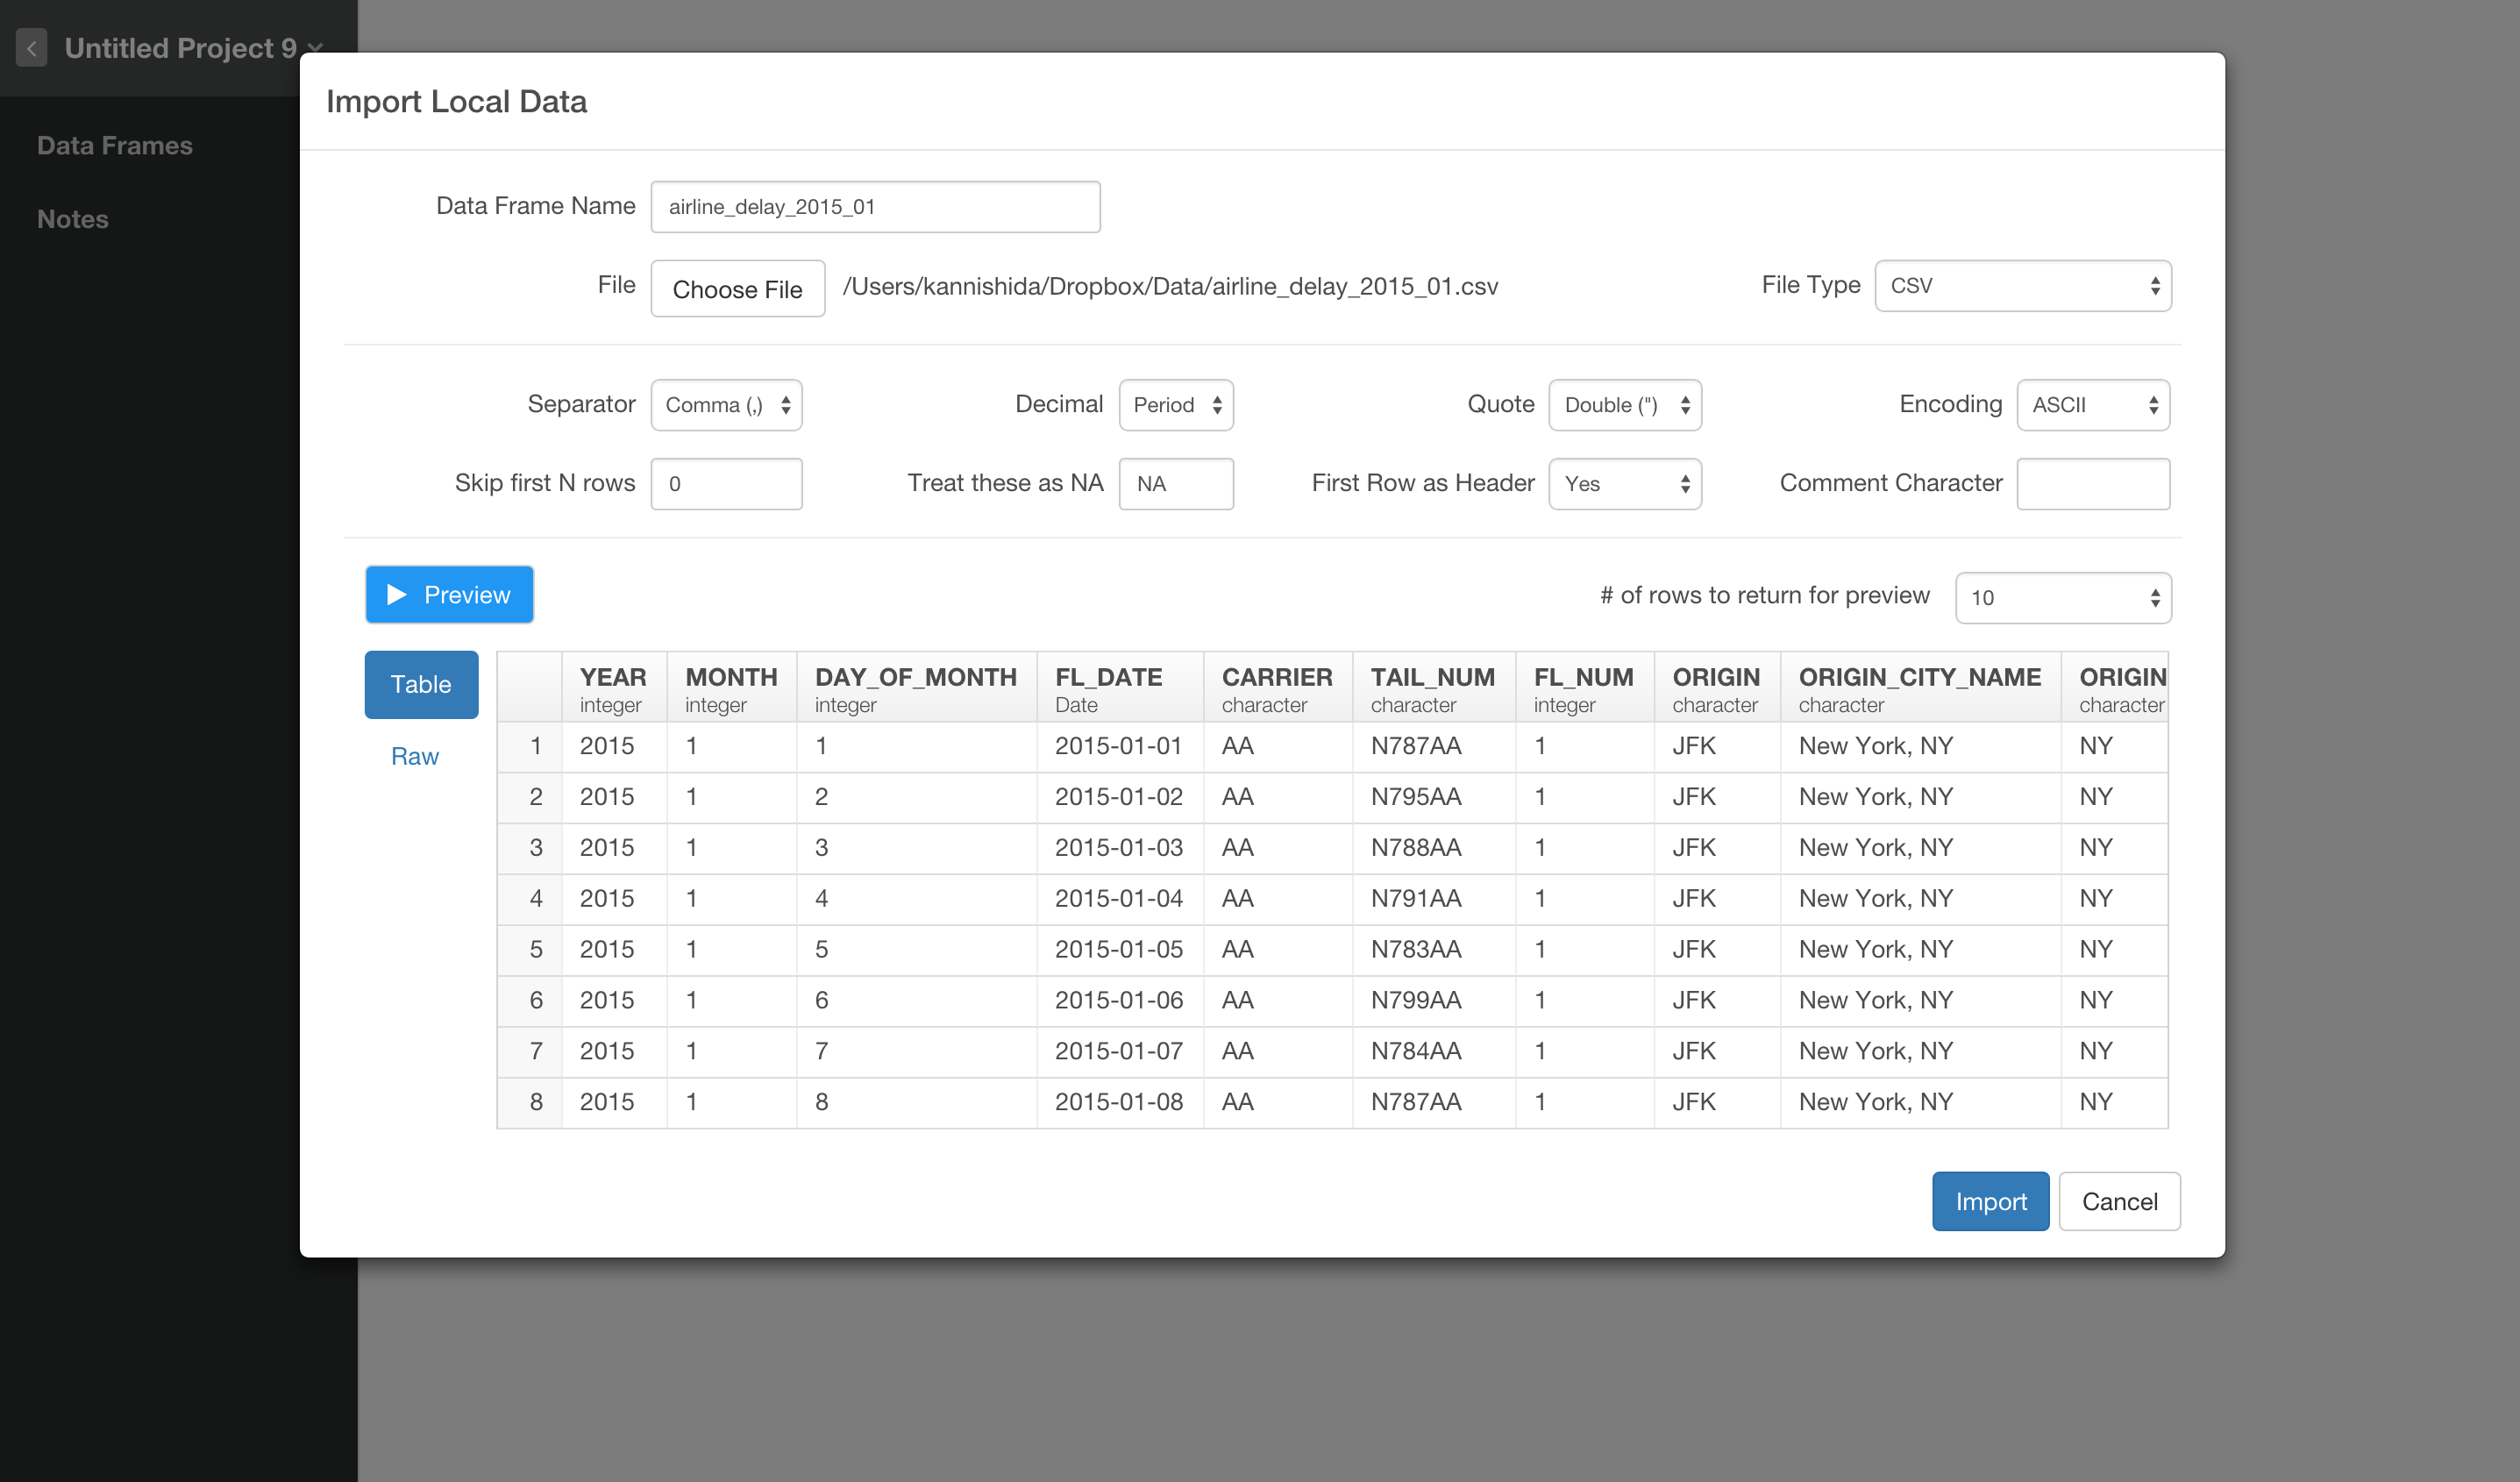 Untitled Project 9
Data Frames
Notes
Import Local Data
Data Frame Name airline_delay_2015_01
File Choose File /Users/kannishida/Dropbox/Data/airline_delay_2015_01.csv File Type CSV
Separator Comma (,) Decimal Period Quote Double (") Encoding ASCII
Skip first N rows 0 Treat these as NA NA First Row as Header Yes Comment Character
Preview # of rows to return for preview 10
Table
Raw
YEAR MONTH DAY_OF_MONTH FL_DATE CARRIER TAIL_NUM FL_NUM ORIGIN ORIGIN_CITY_NAME ORIGIN
integer integer integer Date character character integer character character character
1 2015 1 1 2015-01-01 AA N787AA 1 JFK New York, NY NY
2 2015 1 2 2015-01-02 AA N795AA 1 JFK New York, NY NY
3 2015 1 3 2015-01-03 AA N788AA 1 JFK New York, NY NY
4 2015 1 4 2015-01-04 AA N791AA 1 JFK New York, NY NY
5 2015 1 5 2015-01-05 AA N783AA 1 JFK New York, NY NY
6 2015 1 6 2015-01-06 AA N799AA 1 JFK New York, NY NY
7 2015 1 7 2015-01-07 AA N784AA 1 JFK New York, NY NY
8 2015 1 8 2015-01-08 AA N787AA 1 JFK New York, NY NY
Import Cancel